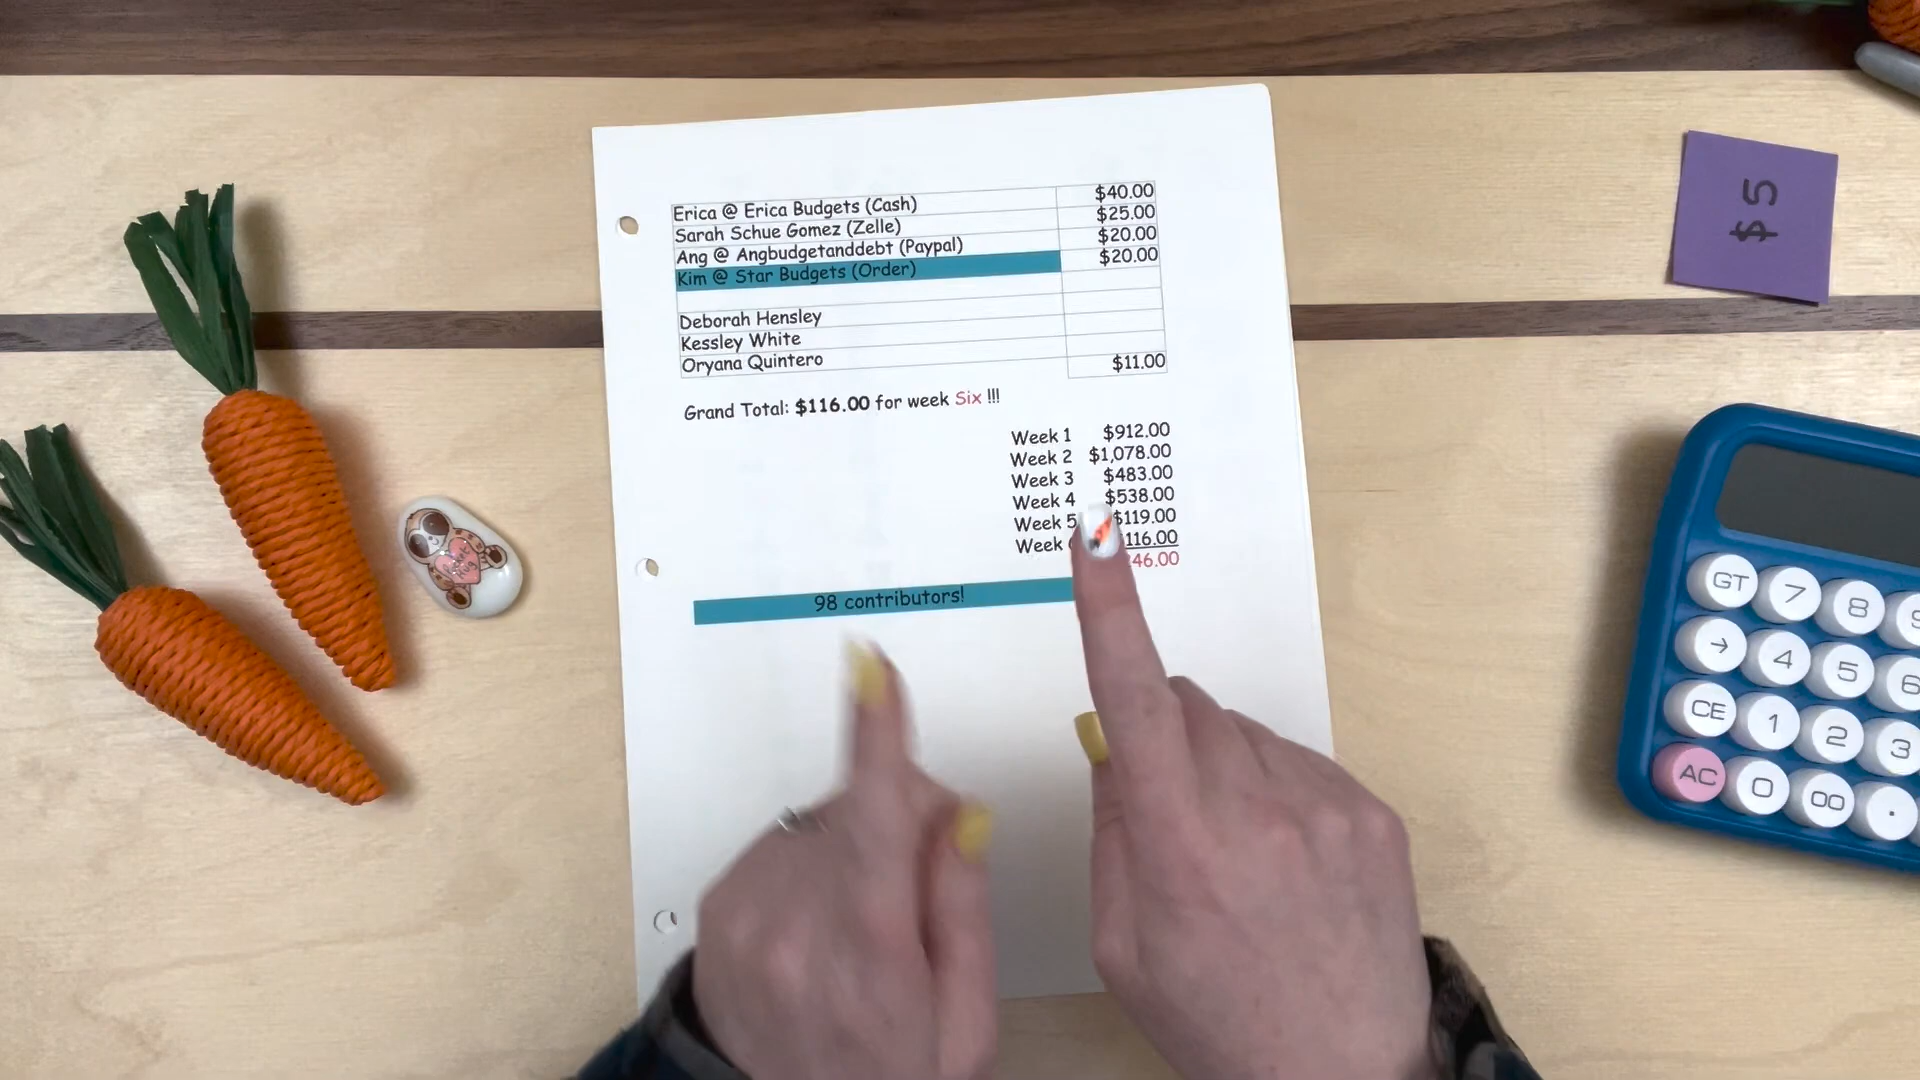 Erica @ Erica Budgets (Cash) $40.00
Sarah Schue Gomez (Zelle) $25.00
Ang @ Angbudgetanddebt (Paypal) $20.00
Kim @ Star Budgets (Order) $20.00
Deborah Hensley
Kessley White
Oryana Quintero $11.00
Grand Total: $116.00 for week Six !!!
Week 1 $912.00
Week 2 $1,078.00
Week 3 $483.00
Week 4 $538.00
Week 5 $119.00
Week 116.00
46.00
98 contributors!
$5
GT 7 8
→ 4 5 6
CE 1 2 3
AC 0 00 .